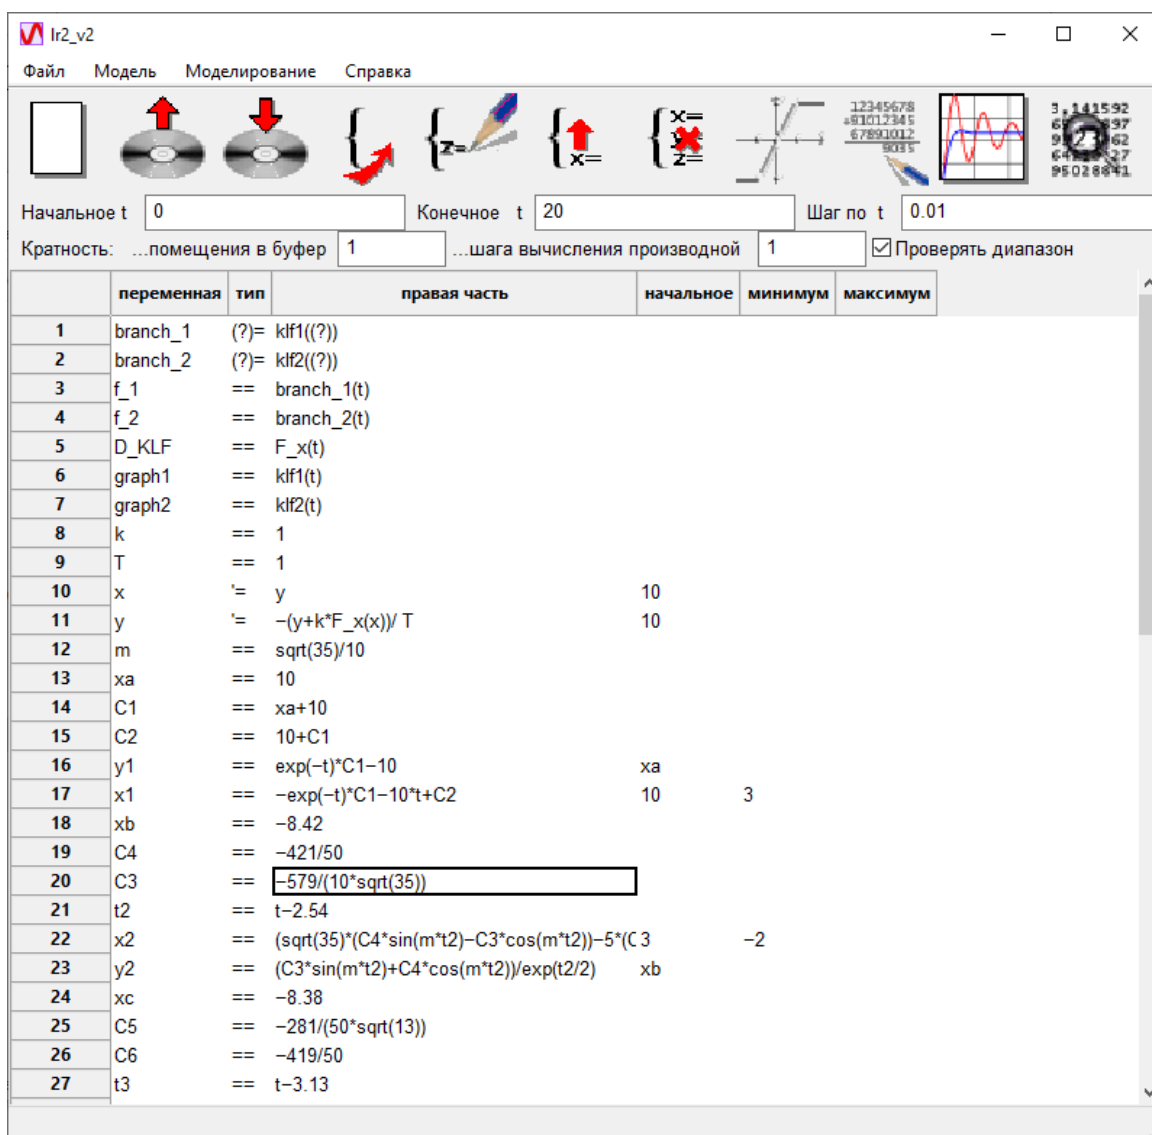 lr2_v2
Файл Модель Моделирование Справка
x= x= z= z= 12345678 +91012345 67891012 9035 3,141592 95028841
Начальное t 0 Конечное t 20 Шаг по t 0.01
Кратность: ...помещения в буфер 1 ...шага вычисления производной 1 Проверять диапазон
переменная тип правая часть начальное минимум максимум
1 branch_1 (?)= klf1((?))
2 branch_2 (?)= klf2((?))
3 f_1 == branch_1(t)
4 f_2 == branch_2(t)
5 D_KLF == F_x(t)
6 graph1 == klf1(t)
7 graph2 == klf2(t)
8 k == 1
9 T == 1
10 x '= y 10
11 y '= −(y+k*F_x(x))/ T 10
12 m == sqrt(35)/10
13 xa == 10
14 C1 == xa+10
15 C2 == 10+C1
16 y1 == exp(−t)*C1−10 xa
17 x1 == −exp(−t)*C1−10*t+C2 10 3
18 xb == −8.42
19 C4 == −421/50
20 C3 == −579/(10*sqrt(35))
21 t2 == t−2.54
22 x2 == (sqrt(35)*(C4*sin(m*t2)−C3*cos(m*t2))−5*(C 3 −2
23 y2 == (C3*sin(m*t2)+C4*cos(m*t2))/exp(t2/2) xb
24 xc == −8.38
25 C5 == −281/(50*sqrt(13))
26 C6 == −419/50
27 t3 == t−3.13